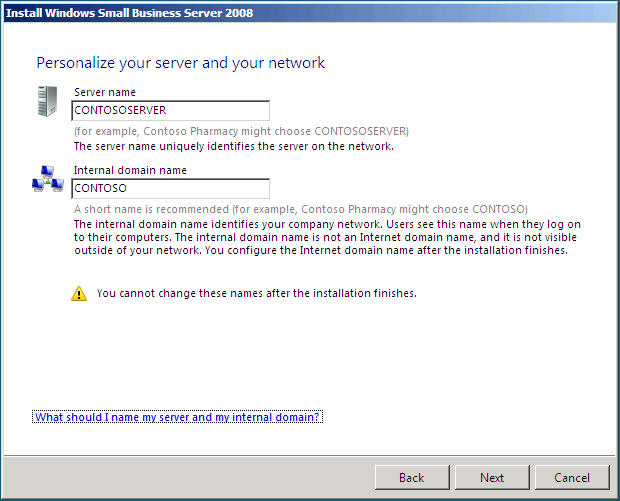 Install Windows Small Business Server 2008
Personalize your server and your network
Server name
CONTOSOSERVER
(for example, Contoso Pharmacy might choose CONTOSOSERVER)
The server name uniquely identifies the server on the network.
Internal domain name
CONTOSO
A short name is recommended (for example, Contoso Pharmacy might choose CONTOSO)
The internal domain name identifies your company network. Users see this name when they log on
to their computers. The internal domain name is not an Internet domain name, and it is not visible
outside of your network. You configure the Internet domain name after the installation finishes.
You cannot change these names after the installation finishes.
What should I name my server and my internal domain?
Back Next Cancel